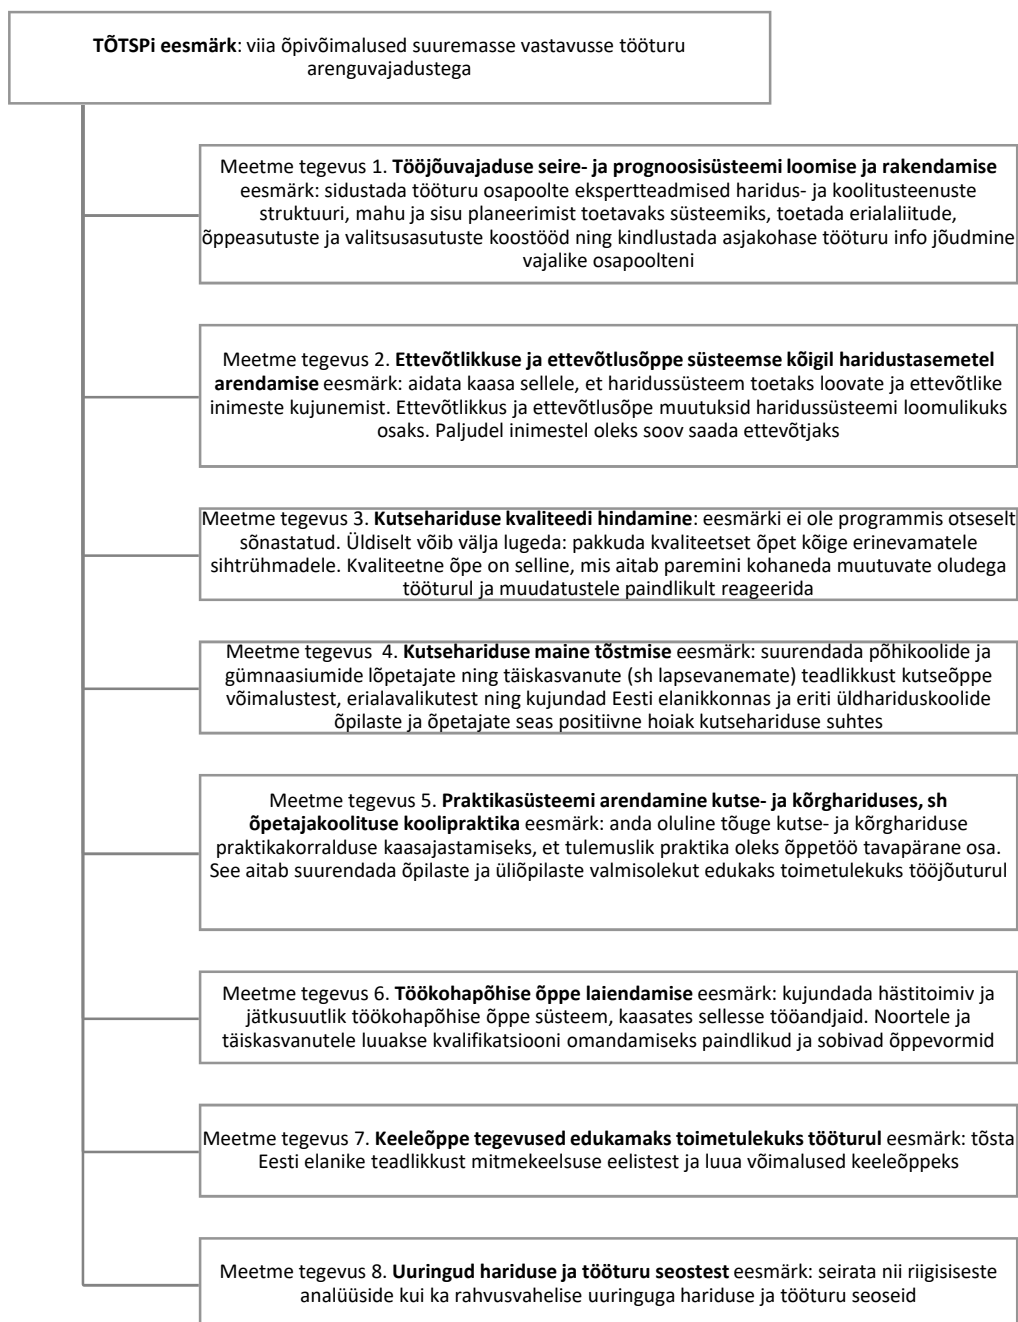 TÕTSPi eesmärk: viia õpivõimalused suuremasse vastavusse tööturu
arenguvajadustega
Meetme tegevus 1. Tööjõuvajaduse seire- ja prognoosisüsteemi loomise ja rakendamise
eesmärk: sidustada tööturu osapoolte ekspertteadmised haridus- ja koolitusteenuste
struktuuri, mahu ja sisu planeerimist toetavaks süsteemiks, toetada erialaliitude,
õppeasutuste ja valitsusasutuste koostööd ning kindlustada asjakohase tööturu info jõudmine
vajalike osapoolteni
Meetme tegevus 2. Ettevõtlikkuse ja ettevõtlusõppe süsteemse kõigil haridustasemetel
arendamise eesmärk: aidata kaasa sellele, et haridussüsteem toetaks loovate ja ettevõtlike
inimeste kujunemist. Ettevõtlikkus ja ettevõtlusõpe muutuksid haridussüsteemi loomulikuks
osaks. Paljudel inimestel oleks soov saada ettevõtjaks
Meetme tegevus 3. Kutsehariduse kvaliteedi hindamine: eesmärki ei ole programmis otseselt
sõnastatud. Üldiselt võib välja lugeda: pakkuda kvaliteetset õpet kõige erinevamatele
sihtrühmadele. Kvaliteetne õpe on selline, mis aitab paremini kohaneda muutuvate oludega
tööturul ja muudatustele paindlikult reageerida
Meetme tegevus  4. Kutsehariduse maine tõstmise eesmärk: suurendada põhikoolide ja
gümnaasiumide lõpetajate ning täiskasvanute (sh lapsevanemate) teadlikkust kutseõppe
võimalustest, erialavalikutest ning kujundad Eesti elanikkonnas ja eriti üldhariduskoolide
õpilaste ja õpetajate seas positiivne hoiak kutsehariduse suhtes
Meetme tegevus 5. Praktikasüsteemi arendamine kutse- ja kõrghariduses, sh
õpetajakoolituse koolipraktika eesmärk: anda oluline tõuge kutse- ja kõrghariduse
praktikakorralduse kaasajastamiseks, et tulemuslik praktika oleks õppetöö tavapärane osa.
See aitab suurendada õpilaste ja üliõpilaste valmisolekut edukaks toimetulekuks tööjõuturul
Meetme tegevus 6. Töökohapõhise õppe laiendamise eesmärk: kujundada hästitoimiv ja
jätkusuutlik töökohapõhise õppe süsteem, kaasates sellesse tööandjaid. Noortele ja
täiskasvanutele luuakse kvalifikatsiooni omandamiseks paindlikud ja sobivad õppevormid
Meetme tegevus 7. Keeleõppe tegevused edukamaks toimetulekuks tööturul eesmärk: tõsta
Eesti elanike teadlikkust mitmekeelsuse eelistest ja luua võimalused keeleõppeks
Meetme tegevus 8. Uuringud hariduse ja tööturu seostest eesmärk: seirata nii riigisiseste
analüüside kui ka rahvusvahelise uuringuga hariduse ja tööturu seoseid